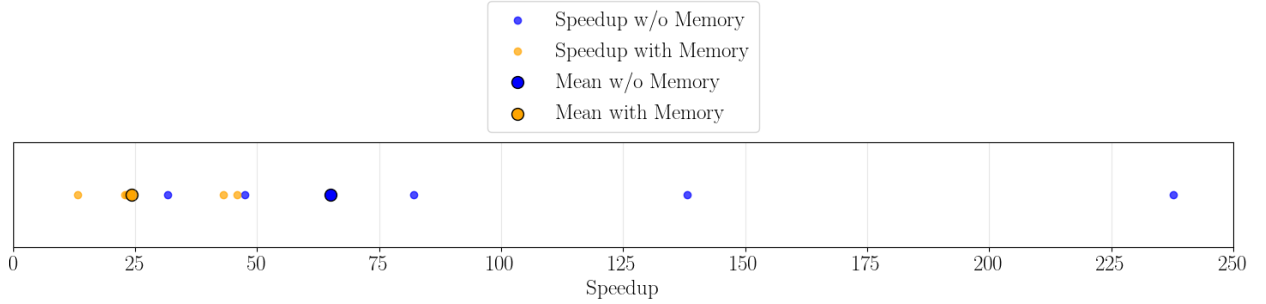 Speedup w/o Memory
Speedup with Memory
Mean w/o Memory
Mean with Memory
0 25 50 75 100 125 150 175 200 225 250
Speedup